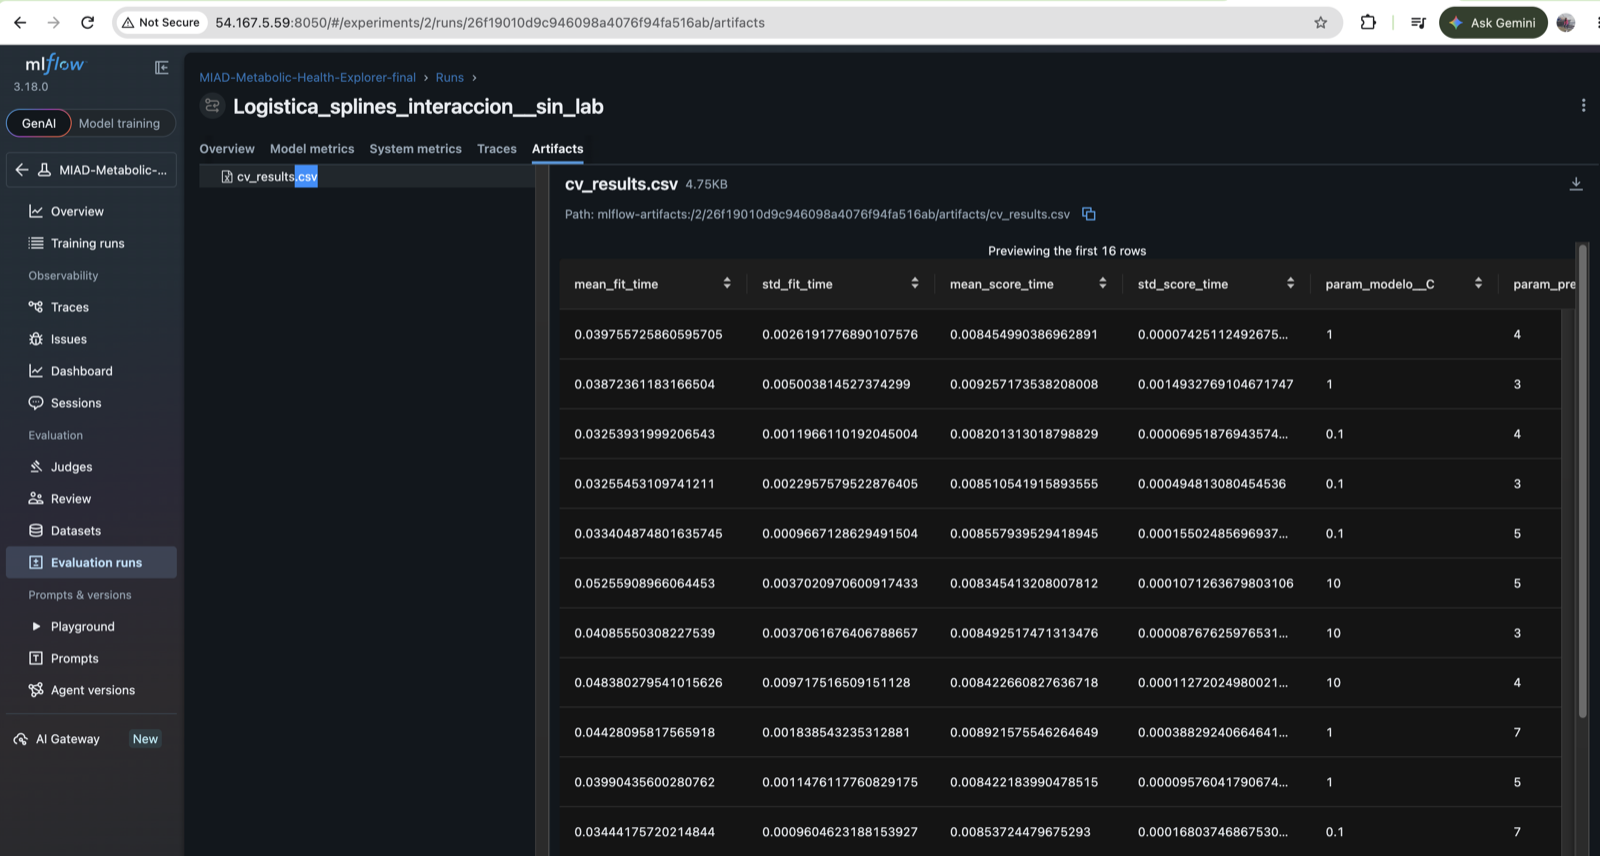 Not Secure 54.167.5.59:8050/#/experiments/2/runs/26f19010d9c946098a4076f94fa516ab/artifacts Ask Gemini
mlflow
3.18.0
GenAI Model training
MIAD-Metabolic-...
Overview
Training runs
Observability
Traces
Issues
Dashboard
Sessions
Evaluation
Judges
Review
Datasets
Evaluation runs
Prompts & versions
Playground
Prompts
Agent versions
AI Gateway New
MIAD-Metabolic-Health-Explorer-final › Runs ›
Logistica_splines_interaccion__sin_lab
Overview Model metrics System metrics Traces Artifacts
cv_results.csv
cv_results.csv 4.75KB
Path: mlflow-artifacts:/2/26f19010d9c946098a4076f94fa516ab/artifacts/cv_results.csv
Previewing the first 16 rows
mean_fit_time std_fit_time mean_score_time std_score_time param_modelo__C param_pre
0.039755725860595705 0.0026191776890107576 0.008454990386962891 0.00007425112492675... 1 4
0.03872361183166504 0.005003814527374299 0.009257173538208008 0.0014932769104671747 1 3
0.03253931999206543 0.0011966110192045004 0.008201313018798829 0.00006951876943574... 0.1 4
0.03255453109741211 0.0022957579522876405 0.008510541915893555 0.000494813080454536 0.1 3
0.033404874801635745 0.0009667128629491504 0.008557939529418945 0.00015502485696937... 0.1 5
0.05255908966064453 0.0037020970600917433 0.008345413208007812 0.0001071263679803106 10 5
0.04085550308227539 0.0037061676406788657 0.008492517471313476 0.00008767625976531... 10 3
0.048380279541015626 0.009717516509151128 0.008422660827636718 0.00011272024980021... 10 4
0.04428095817565918 0.001838543235312881 0.008921575546264649 0.00038829240664641... 1 7
0.03990435600280762 0.0011476117760829175 0.008422183990478515 0.00009576041790674... 1 5
0.03444175720214844 0.0009604623188153927 0.00853724479675293 0.00016803746867530... 0.1 7